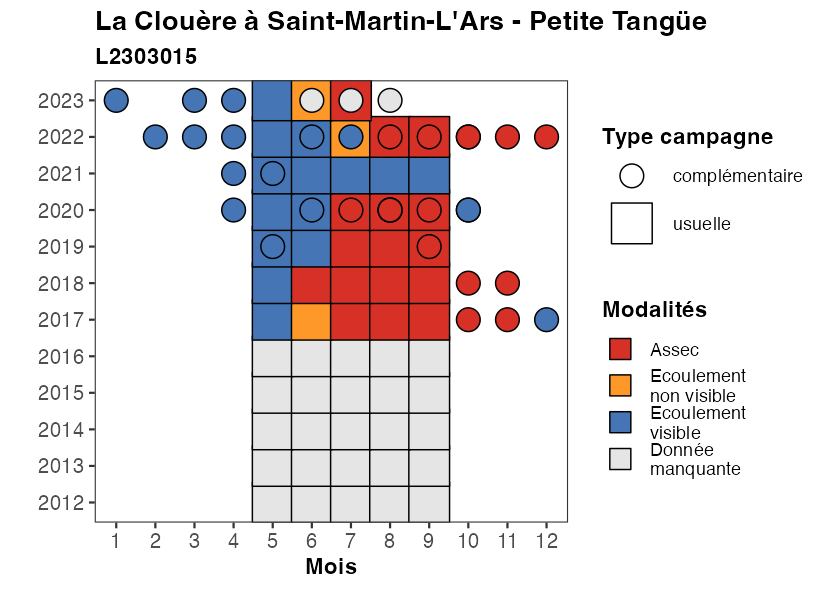 La Clouère à Saint-Martin-L'Ars - Petite Tangüe
L2303015
2023
2022
2021
2020
2019
2018
2017
2016
2015
2014
2013
2012
1 2 3 4 5 6 7 8 9 10 11 12
Mois
Type campagne
complémentaire
usuelle
Modalités
Assec
Ecoulement
non visible
Ecoulement
visible
Donnée
manquante